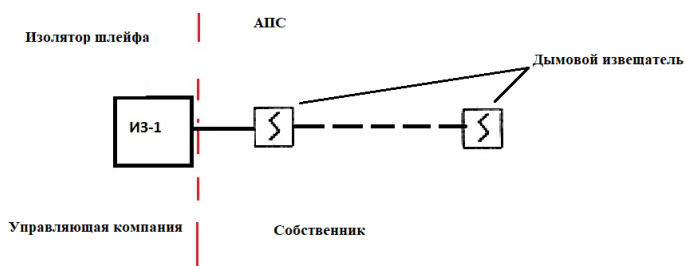 АПС
Изолятор шлейфа
Дымовой извещатель
ИЗ-1
Управляющая компания
Собственник